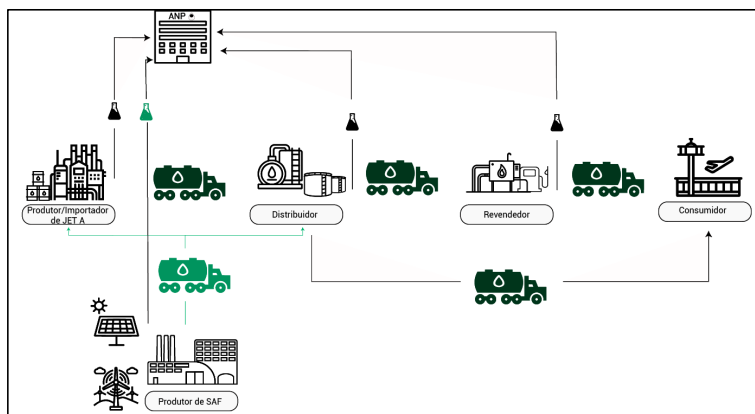 ANP
Produtor/Importador
de JET A
Distribuidor
Revendedor
Consumidor
Produtor de SAF